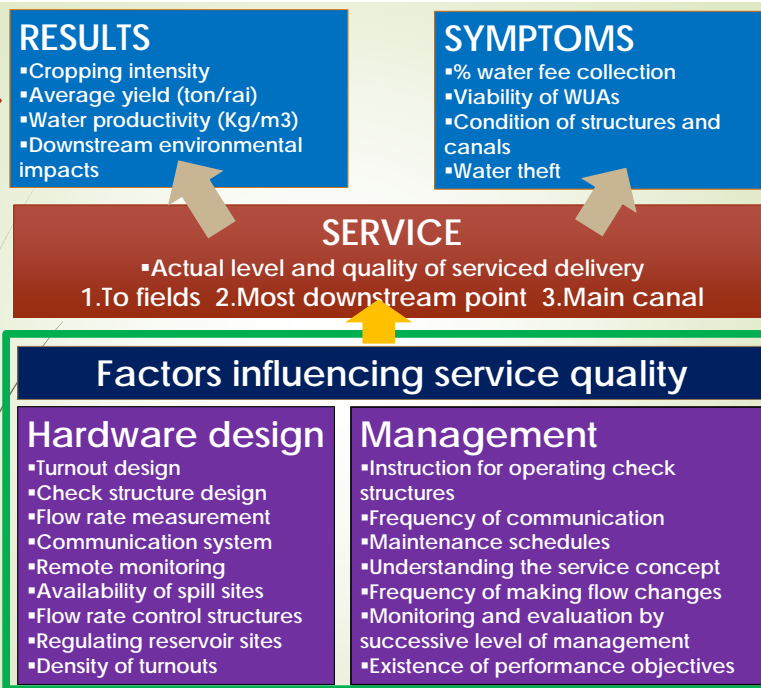 RESULTS
▪Cropping intensity
▪Average yield (ton/rai)
▪Water productivity (Kg/m3)
▪Downstream environmental
impacts
SYMPTOMS
▪% water fee collection
▪Viability of WUAs
▪Condition of structures and
canals
▪Water theft
SERVICE
▪Actual level and quality of serviced delivery
1.To fields 2.Most downstream point 3.Main canal
Factors influencing service quality
Hardware design
▪Turnout design
▪Check structure design
▪Flow rate measurement
▪Communication system
▪Remote monitoring
▪Availability of spill sites
▪Flow rate control structures
▪Regulating reservoir sites
▪Density of turnouts
Management
▪Instruction for operating check
structures
▪Frequency of communication
▪Maintenance schedules
▪Understanding the service concept
▪Frequency of making flow changes
▪Monitoring and evaluation by
successive level of management
▪Existence of performance objectives